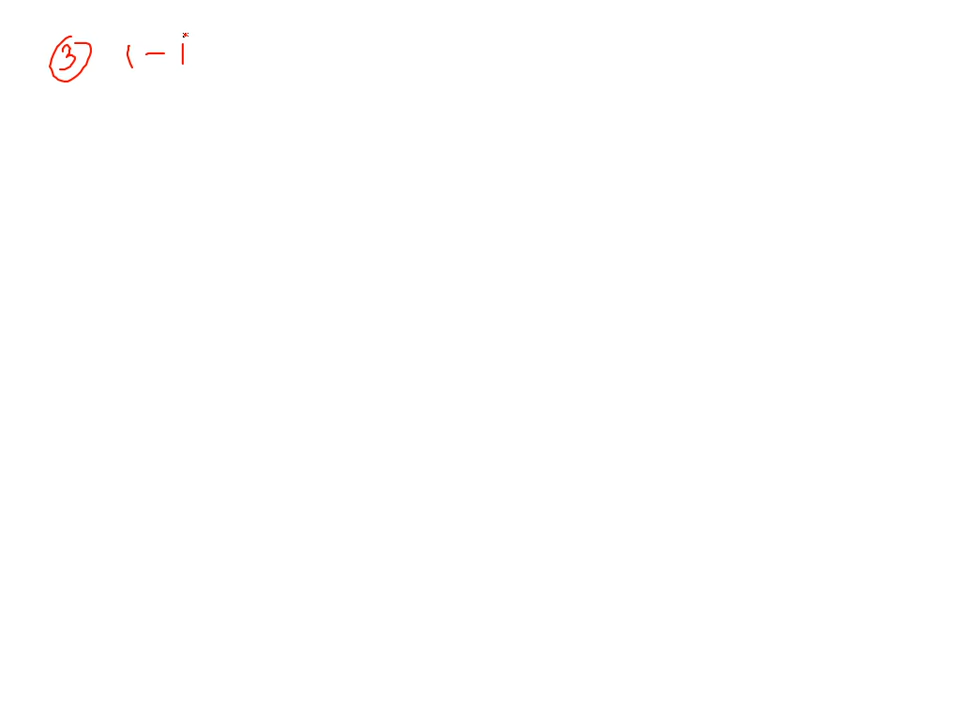 ③ 1 – i